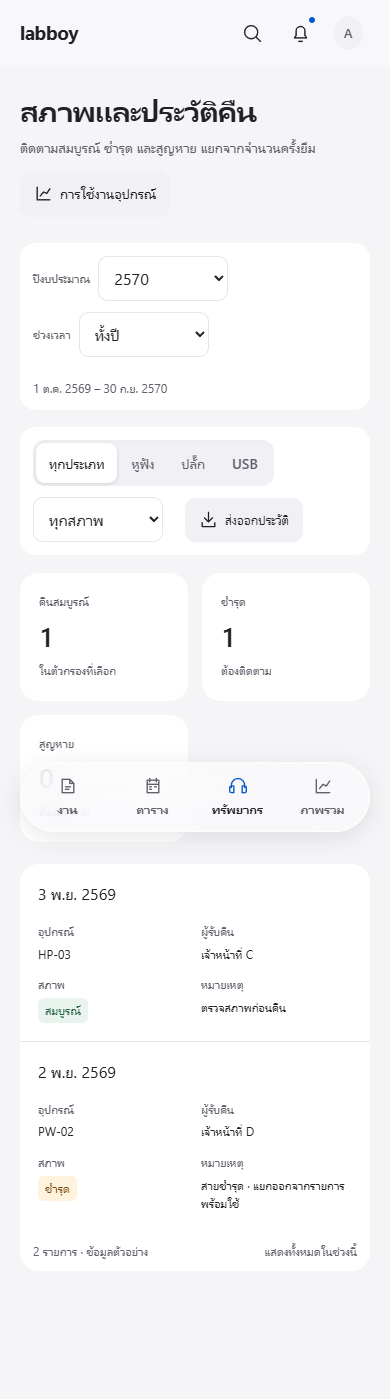 labboy
A
สภาพและประวัติคืน
ติดตามสมบูรณ์ ชำรุด และสูญหาย แยกจากจำนวนครั้งยืม
การใช้งานอุปกรณ์
ปีงบประมาณ 2570
ช่วงเวลา ทั้งปี
1 ต.ค. 2569 – 30 ก.ย. 2570
ทุกประเภท หูฟัง ปลั๊ก USB
ทุกสภาพ ส่งออกประวัติ
คืนสมบูรณ์ ชำรุด
1 1
ในตัวกรองที่เลือก ต้องติดตาม
สูญหาย
0
งาน ตาราง ทรัพยากร ภาพรวม
3 พ.ย. 2569
อุปกรณ์ ผู้รับคืน
HP-03 เจ้าหน้าที่ C
สภาพ หมายเหตุ
สมบูรณ์ ตรวจสภาพก่อนคืน
2 พ.ย. 2569
อุปกรณ์ ผู้รับคืน
PW-02 เจ้าหน้าที่ D
สภาพ หมายเหตุ
ชำรุด สายชำรุด · แยกออกจากรายการ
พร้อมใช้
2 รายการ · ข้อมูลตัวอย่าง แสดงทั้งหมดในช่วงนี้